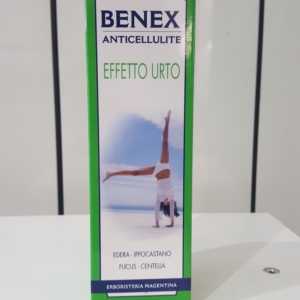 BENEX
ANTICELLULITE
EFFETTO URTO
EDERA - IPPOCASTANO
FUCUS - CENTELLA
ERBORISTERIA MAGENTINA